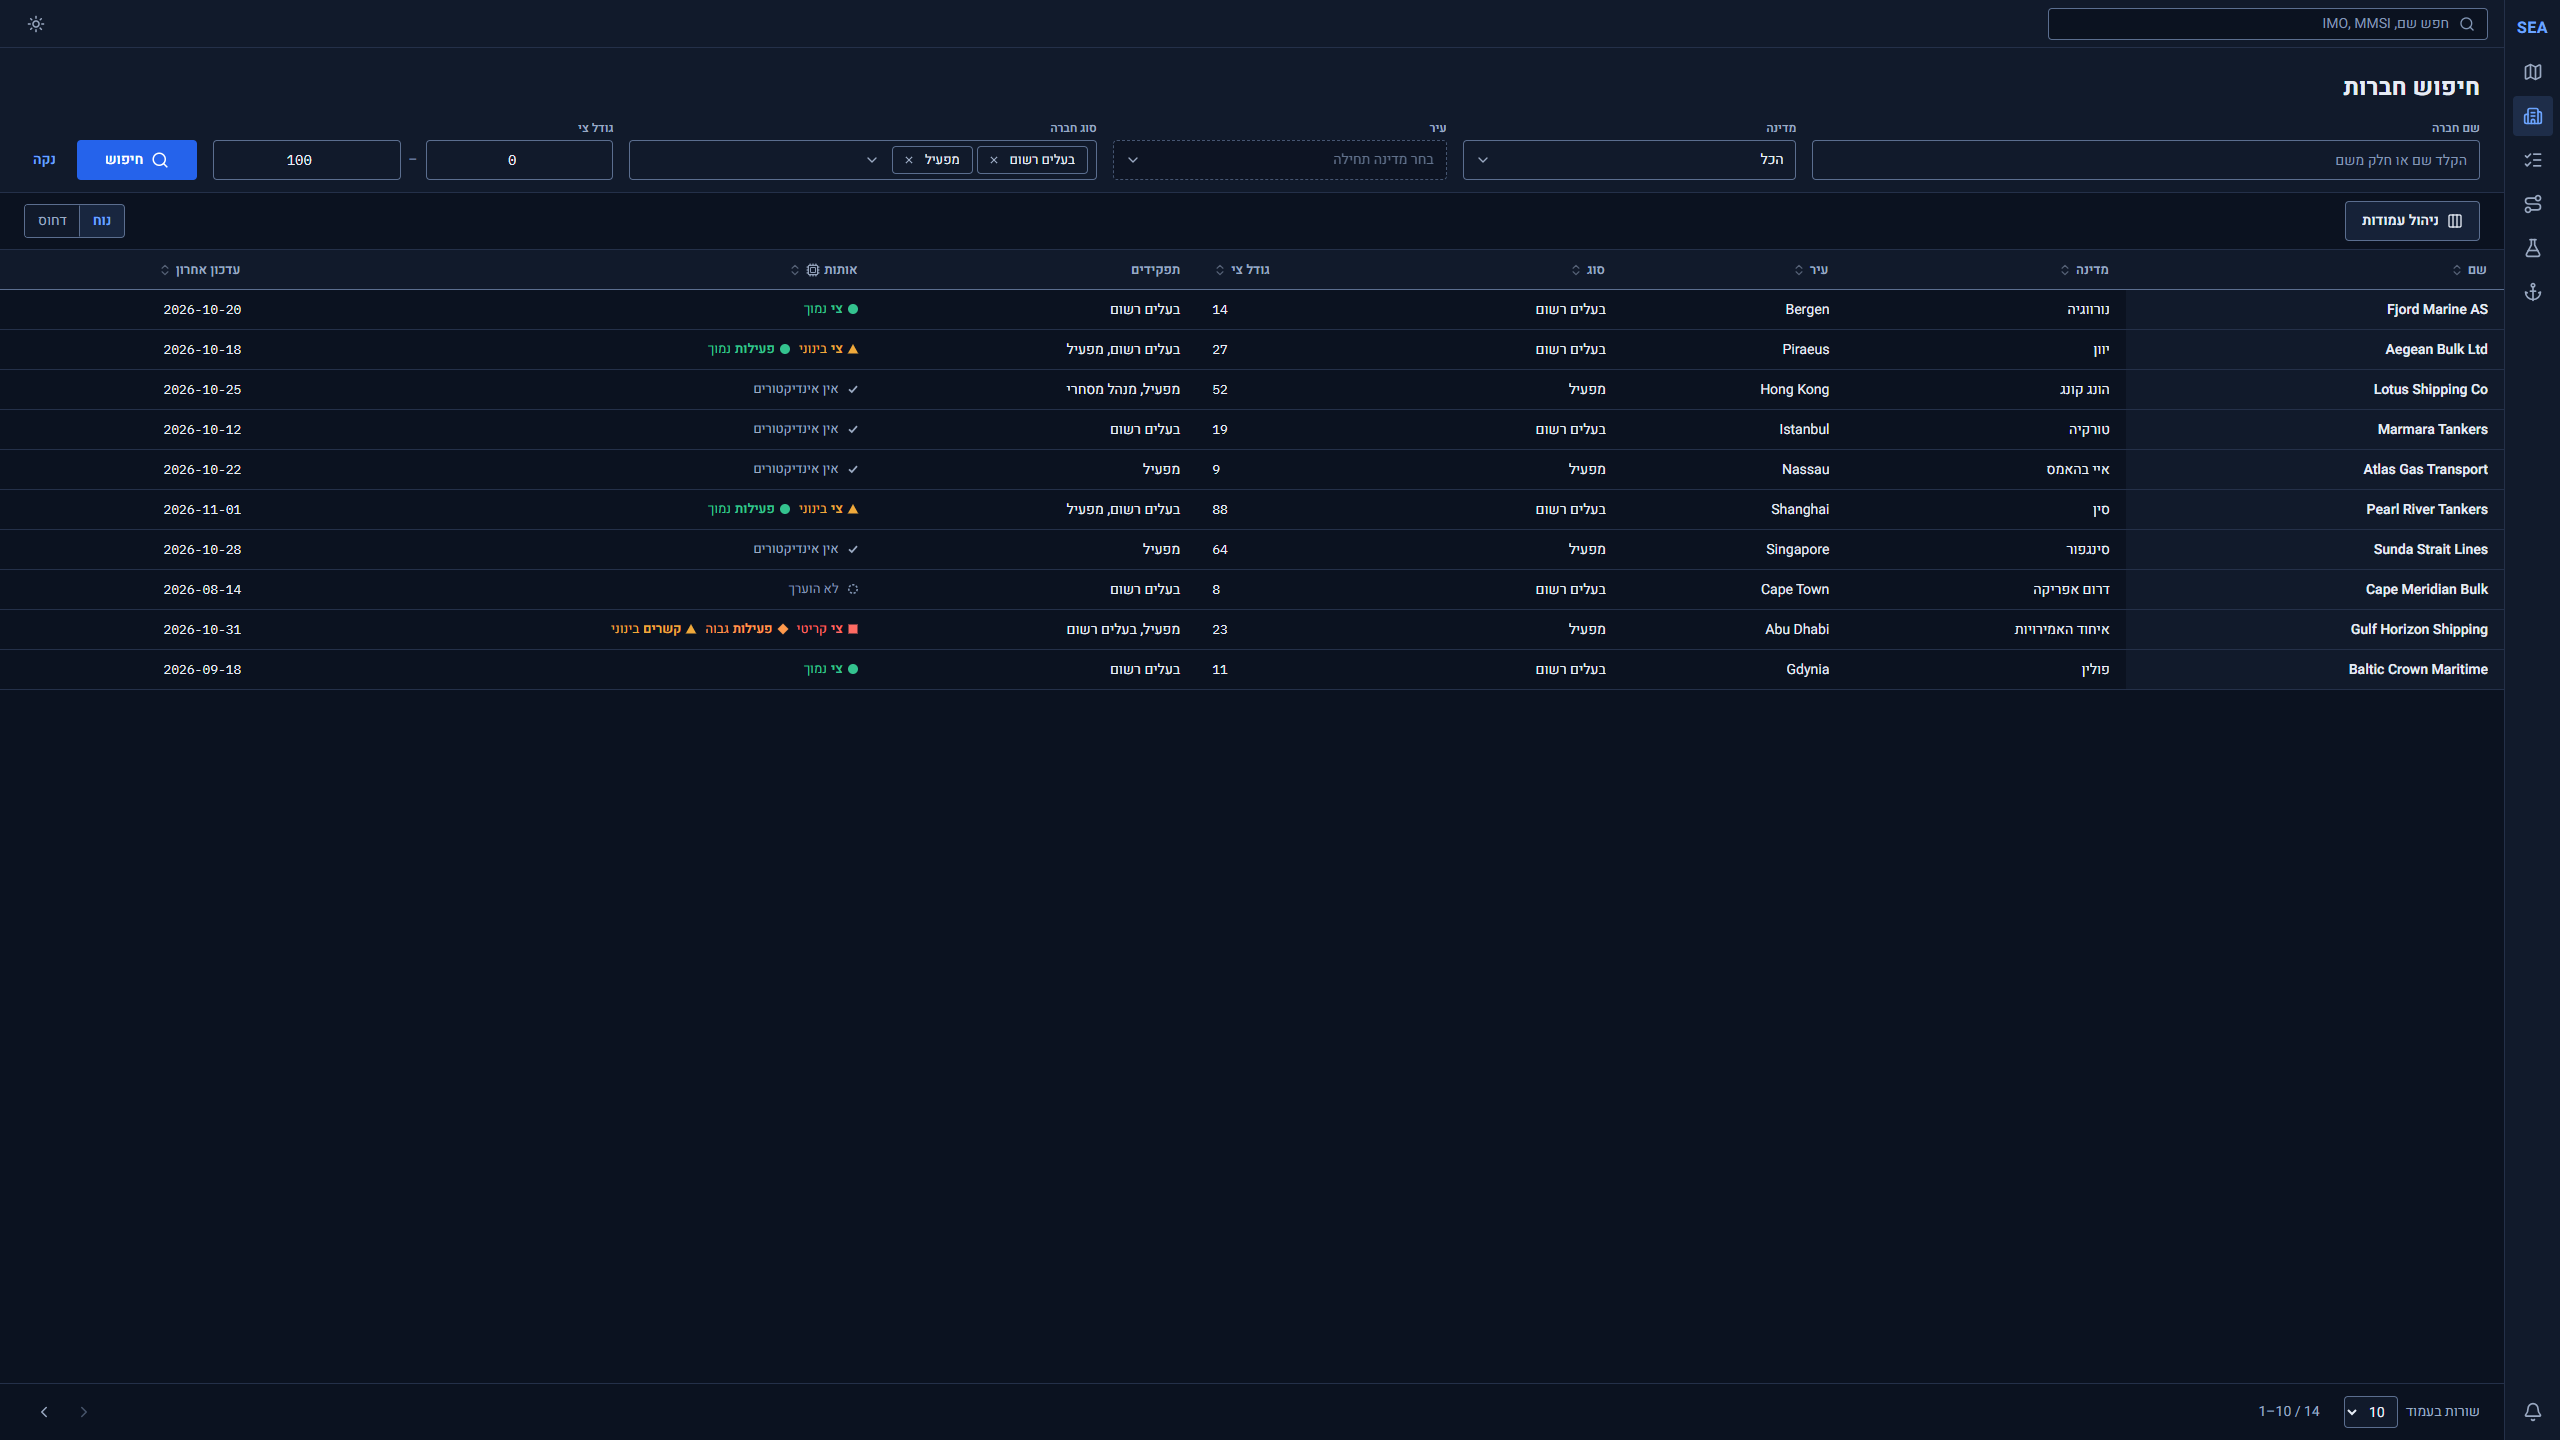 SEA
חפש שם, IMO, MMSI
חיפוש חברות
שם חברה
מדינה
עיר
סוג חברה
גודל צי
הקלד שם או חלק משם
הכל
בחר מדינה תחילה
בעלים רשום
מפעיל
0 – 100
חיפוש
נקה
ניהול עמודות
נוח
דחוס
שם מדינה עיר סוג גודל צי תפקידים אותות עדכון אחרון
Fjord Marine AS נורווגיה Bergen בעלים רשום 14 בעלים רשום צי נמוך 2026-10-20
Aegean Bulk Ltd יוון Piraeus בעלים רשום 27 בעלים רשום, מפעיל צי בינוני פעילות נמוך 2026-10-18
Lotus Shipping Co הונג קונג Hong Kong מפעיל 52 מפעיל, מנהל מסחרי אין אינדיקטורים 2026-10-25
Marmara Tankers טורקיה Istanbul בעלים רשום 19 בעלים רשום אין אינדיקטורים 2026-10-12
Atlas Gas Transport איי בהאמס Nassau מפעיל 9 מפעיל אין אינדיקטורים 2026-10-22
Pearl River Tankers סין Shanghai בעלים רשום 88 בעלים רשום, מפעיל צי בינוני פעילות נמוך 2026-11-01
Sunda Strait Lines סינגפור Singapore מפעיל 64 מפעיל אין אינדיקטורים 2026-10-28
Cape Meridian Bulk דרום אפריקה Cape Town בעלים רשום 8 בעלים רשום לא הוערך 2026-08-14
Gulf Horizon Shipping איחוד האמירויות Abu Dhabi מפעיל 23 מפעיל, בעלים רשום צי קריטי פעילות גבוה קשרים בינוני 2026-10-31
Baltic Crown Maritime פולין Gdynia בעלים רשום 11 בעלים רשום צי נמוך 2026-09-18
שורות בעמוד 10 1–10 / 14